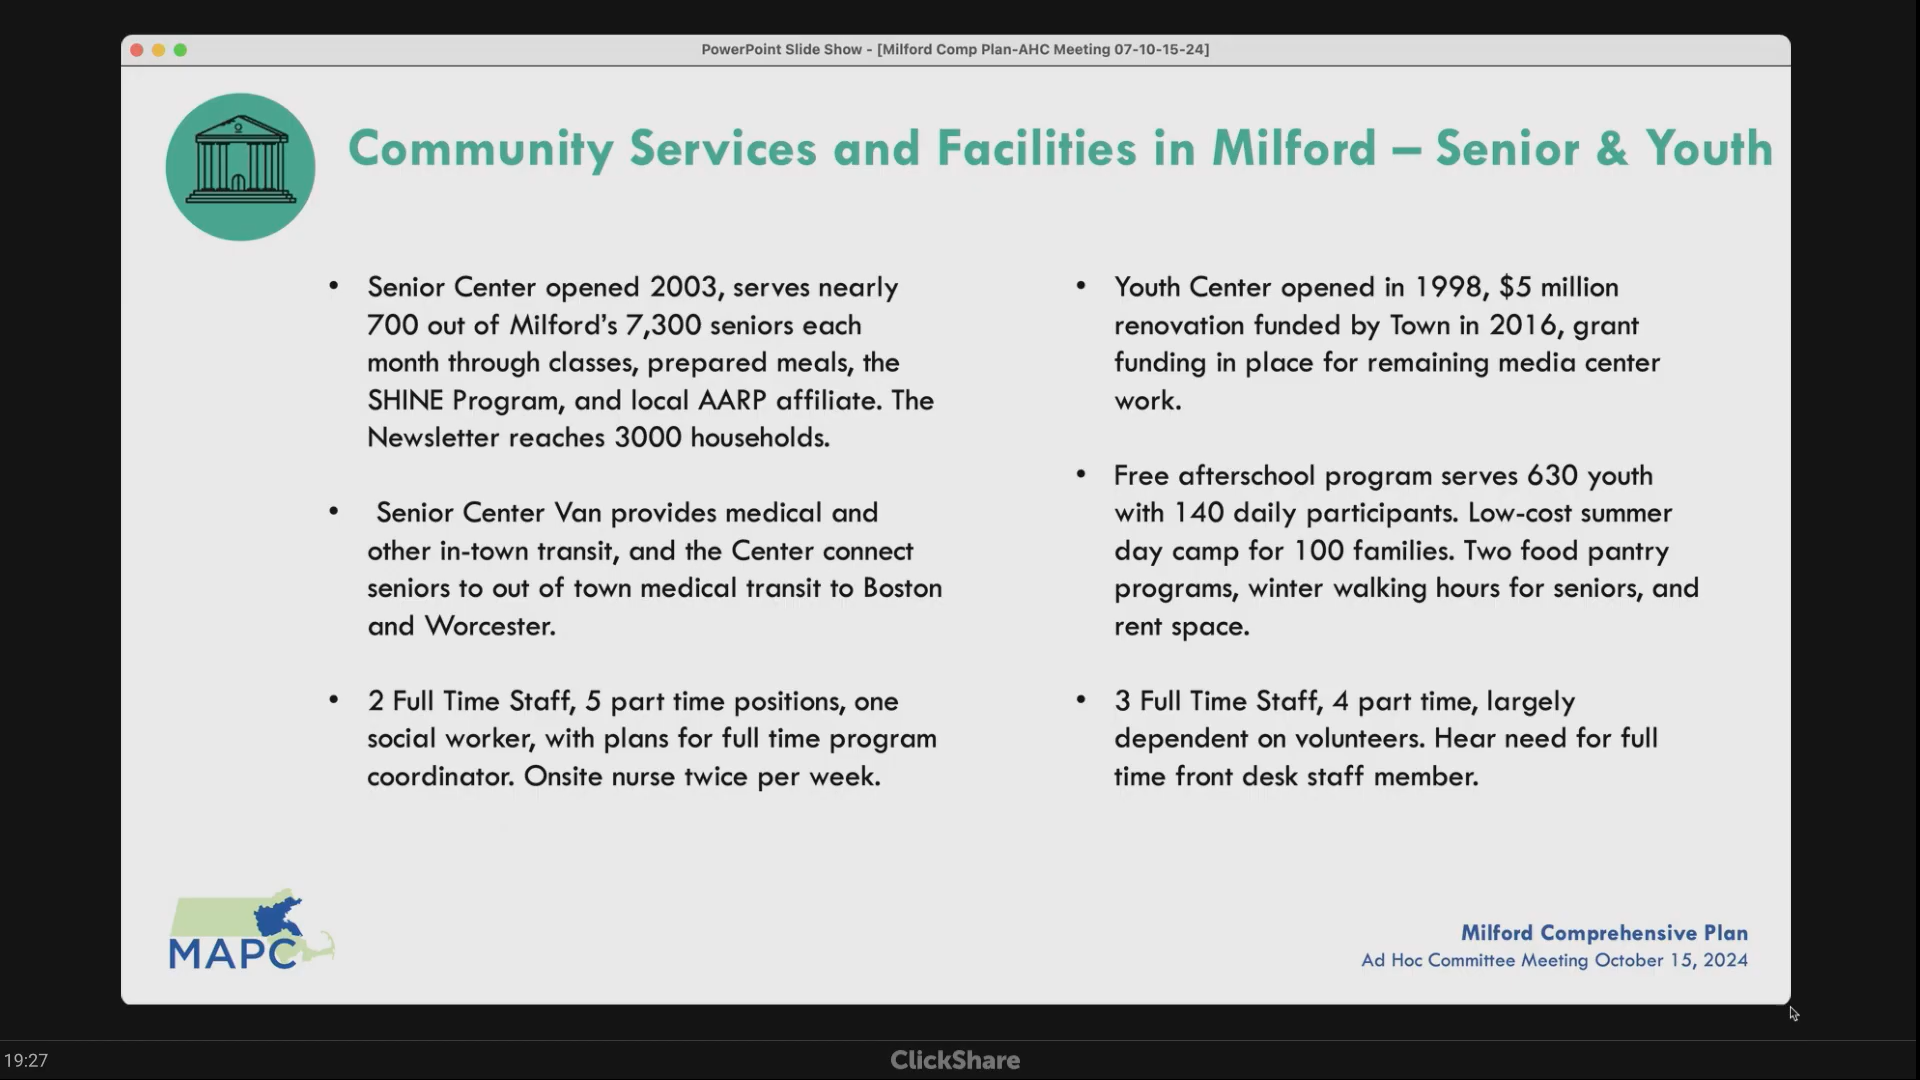 PowerPoint Slide Show - [Milford Comp Plan-AHC Meeting 07-10-15-24]
Community Services and Facilities in Milford – Senior & Youth
• Senior Center opened 2003, serves nearly
700 out of Milford’s 7,300 seniors each
month through classes, prepared meals, the
SHINE Program, and local AARP affiliate. The
Newsletter reaches 3000 households.
• Senior Center Van provides medical and
other in-town transit, and the Center connect
seniors to out of town medical transit to Boston
and Worcester.
• 2 Full Time Staff, 5 part time positions, one
social worker, with plans for full time program
coordinator. Onsite nurse twice per week.
• Youth Center opened in 1998, $5 million
renovation funded by Town in 2016, grant
funding in place for remaining media center
work.
• Free afterschool program serves 630 youth
with 140 daily participants. Low-cost summer
day camp for 100 families. Two food pantry
programs, winter walking hours for seniors, and
rent space.
• 3 Full Time Staff, 4 part time, largely
dependent on volunteers. Hear need for full
time front desk staff member.
MAPC
Milford Comprehensive Plan
Ad Hoc Committee Meeting October 15, 2024
19:27
ClickShare